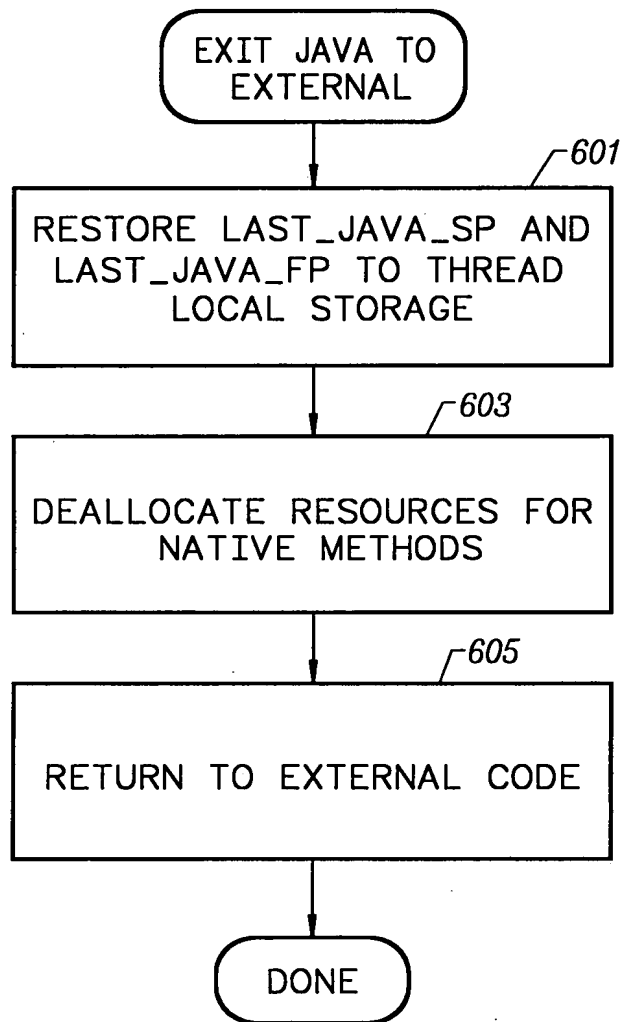 EXIT JAVA TO
EXTERNAL
601
RESTORE LAST_JAVA_SP AND
LAST_JAVA_FP TO THREAD
LOCAL STORAGE
603
DEALLOCATE RESOURCES FOR
NATIVE METHODS
605
RETURN TO EXTERNAL CODE
DONE